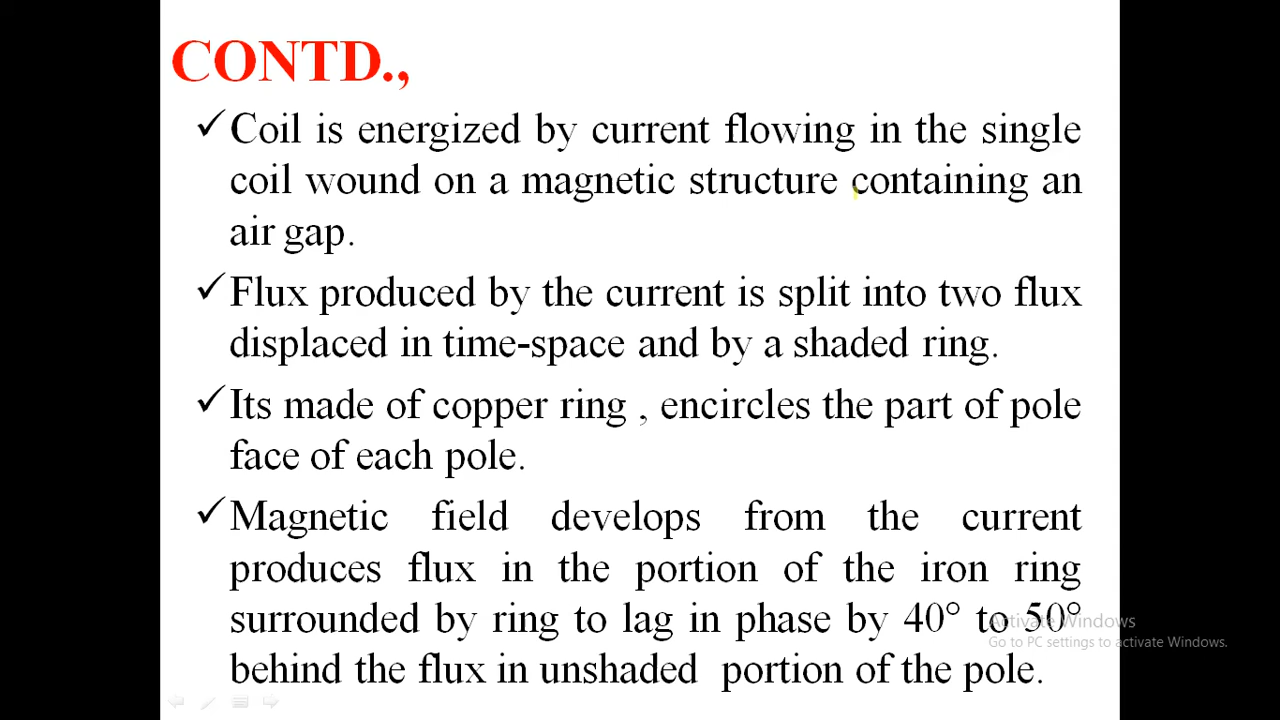 CONTD.,
✓Coil is energized by current flowing in the single
coil wound on a magnetic structure containing an
air gap.
✓Flux produced by the current is split into two flux
displaced in time-space and by a shaded ring.
✓Its made of copper ring , encircles the part of pole
face of each pole.
✓Magnetic field develops from the current
produces flux in the portion of the iron ring
surrounded by ring to lag in phase by 40° to 50°
behind the flux in unshaded portion of the pole.
Activate Windows
Go to PC settings to activate Windows.